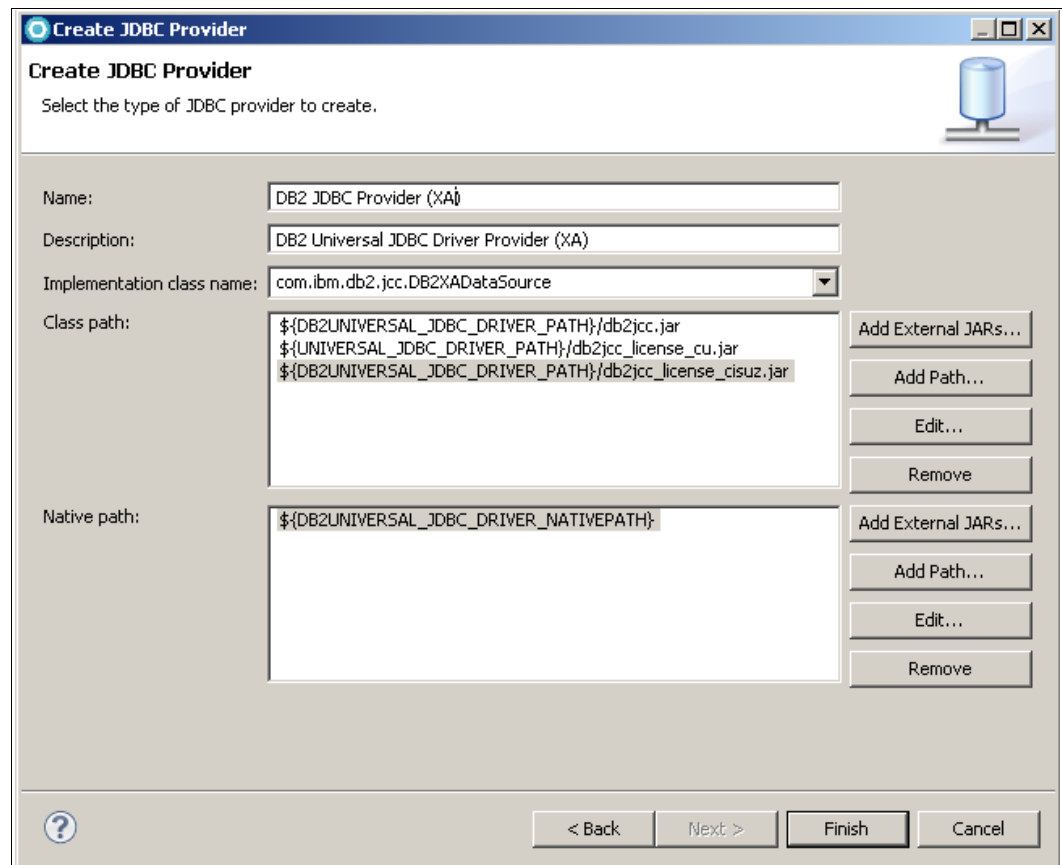 Create JDBC Provider
Create JDBC Provider
Select the type of JDBC provider to create.
Name:
DB2 JDBC Provider (XA)
Description:
DB2 Universal JDBC Driver Provider (XA)
Implementation class name:
com.ibm.db2.jcc.DB2XADataSource
Class path:
${DB2UNIVERSAL_JDBC_DRIVER_PATH}/db2jcc.jar
${UNIVERSAL_JDBC_DRIVER_PATH}/db2jcc_license_cu.jar
${DB2UNIVERSAL_JDBC_DRIVER_PATH}/db2jcc_license_cisuz.jar
Add External JARs...
Add Path...
Edit...
Remove
Native path:
${DB2UNIVERSAL_JDBC_DRIVER_NATIVEPATH}
Add External JARs...
Add Path...
Edit...
Remove
?
< Back
Next >
Finish
Cancel